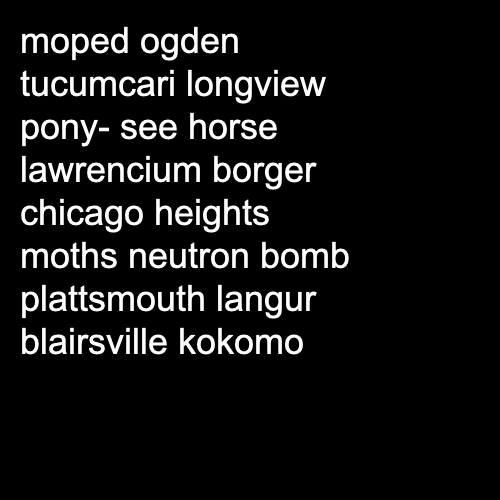 moped ogden
tucumcari longview
pony- see horse
lawrencium borger
chicago heights
moths neutron bomb
plattsmouth langur
blairsville kokomo